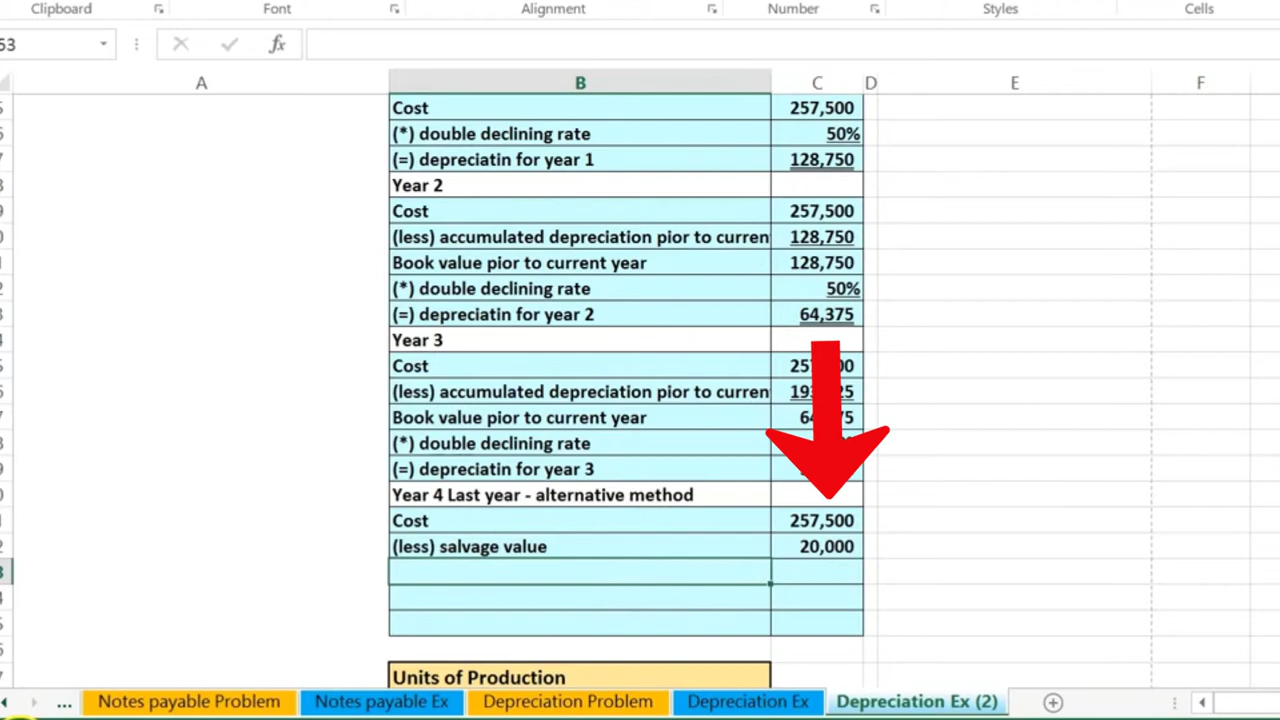 Clipboard Font Alignment Number Styles Cells
53 fx
A B C D E F
Cost 257,500
(*) double declining rate 50%
(=) depreciatin for year 1 128,750
Year 2
Cost 257,500
(less) accumulated depreciation pior to curren 128,750
Book value pior to current year 128,750
(*) double declining rate 50%
(=) depreciatin for year 2 64,375
Year 3
Cost
(less) accumulated depreciation pior to curren
Book value pior to current year
(*) double declining rate
(=) depreciatin for year 3
Year 4 Last year - alternative method
Cost 257,500
(less) salvage value 20,000
Units of Production
... Notes payable Problem Notes payable Ex Depreciation Problem Depreciation Ex Depreciation Ex (2)